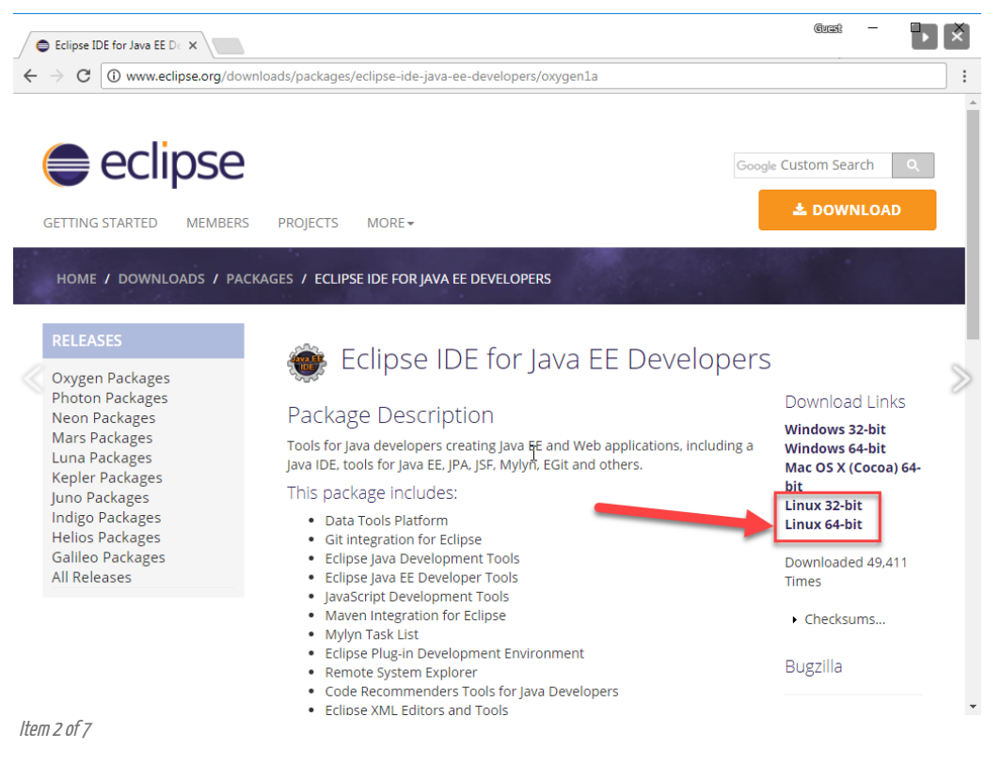 Eclipse IDE for Java EE De
Guest
www.eclipse.org/downloads/packages/eclipse-ide-java-ee-developers/oxygen1a
eclipse
Google Custom Search
DOWNLOAD
GETTING STARTED MEMBERS PROJECTS MORE
HOME / DOWNLOADS / PACKAGES / ECLIPSE IDE FOR JAVA EE DEVELOPERS
RELEASES
Oxygen Packages
Photon Packages
Neon Packages
Mars Packages
Luna Packages
Kepler Packages
Juno Packages
Indigo Packages
Helios Packages
Galileo Packages
All Releases
Java EE
IDE
Eclipse IDE for Java EE Developers
Package Description
Tools for Java developers creating Java EE and Web applications, including a
Java IDE, tools for Java EE, JPA, JSF, Mylyn, EGit and others.
This package includes:
• Data Tools Platform
• Git integration for Eclipse
• Eclipse Java Development Tools
• Eclipse Java EE Developer Tools
• JavaScript Development Tools
• Maven Integration for Eclipse
• Mylyn Task List
• Eclipse Plug-in Development Environment
• Remote System Explorer
• Code Recommenders Tools for Java Developers
• Eclipse XML Editors and Tools
Download Links
Windows 32-bit
Windows 64-bit
Mac OS X (Cocoa) 64-
bit
Linux 32-bit
Linux 64-bit
Downloaded 49,411
Times
Checksums...
Bugzilla
Item 2 of 7